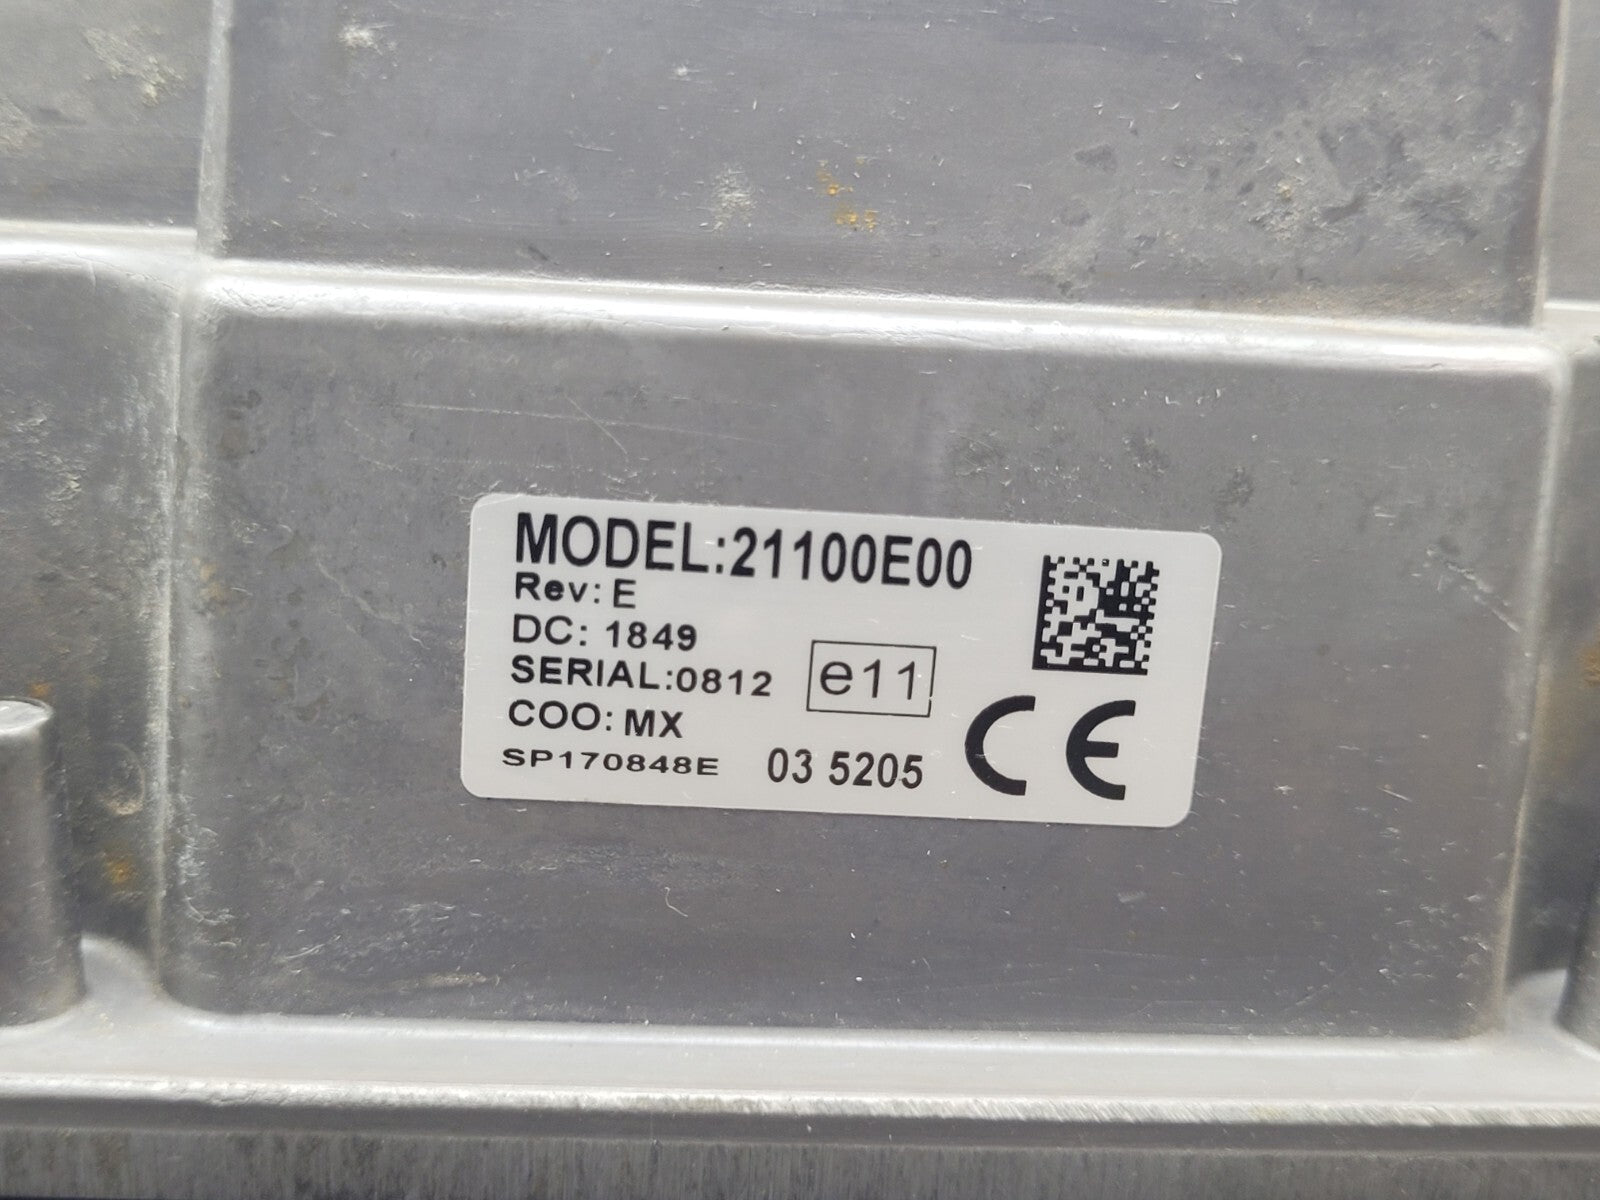 MODEL:21100E00
Rev: E
DC: 1849
SERIAL:0812
e11
COO: MX
SP170848E
03 5205
CE